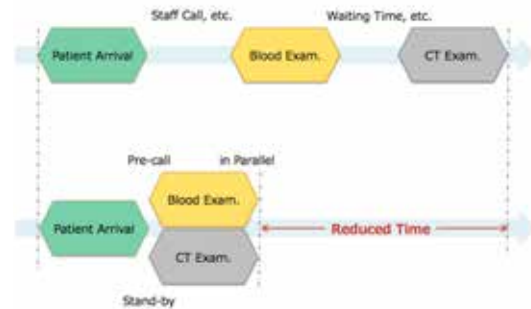 Staff Call, etc.
Waiting Time, etc.
Patient Arrival
Blood Exam.
CT Exam.
Pre-call
in Parallel
Blood Exam.
Patient Arrival
Reduced Time
CT Exam.
Stand-by